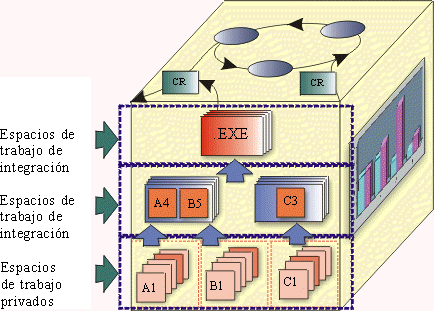 CR
CR
Espacios de
trabajo de
integración
.EXE
Espacios de
trabajo de
integración
A4
B5
C3
Espacios
de trabajo
privados
A1
B1
C1